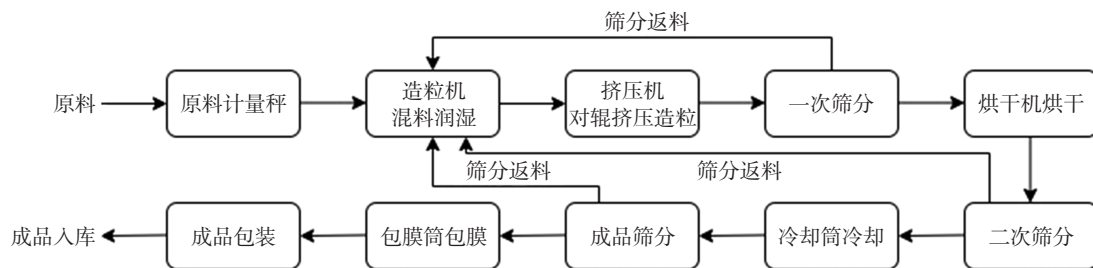 筛分返料
原料
原料计量秤
造粒机
混料润湿
挤压机
对辊挤压造粒
一次筛分
烘干机烘干
筛分返料
筛分返料
成品入库
成品包装
包膜筒包膜
成品筛分
冷却筒冷却
二次筛分